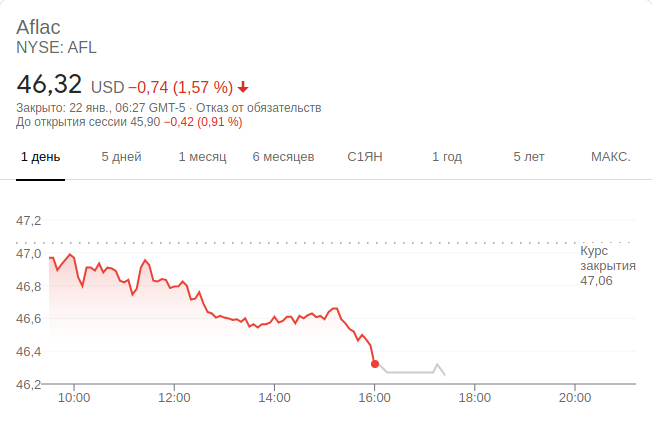 Aflac
NYSE: AFL
46,32 USD −0,74 (1,57 %)
Закрыто: 22 янв., 06:27 GMT-5 · Отказ от обязательств
До открытия сессии 45,90 −0,42 (0,91 %)
1 день 5 дней 1 месяц 6 месяцев С1ЯН 1 год 5 лет МАКС.
47,2
47,0
46,8
46,6
46,4
46,2
Курс
закрытия
47,06
10:00 12:00 14:00 16:00 18:00 20:00